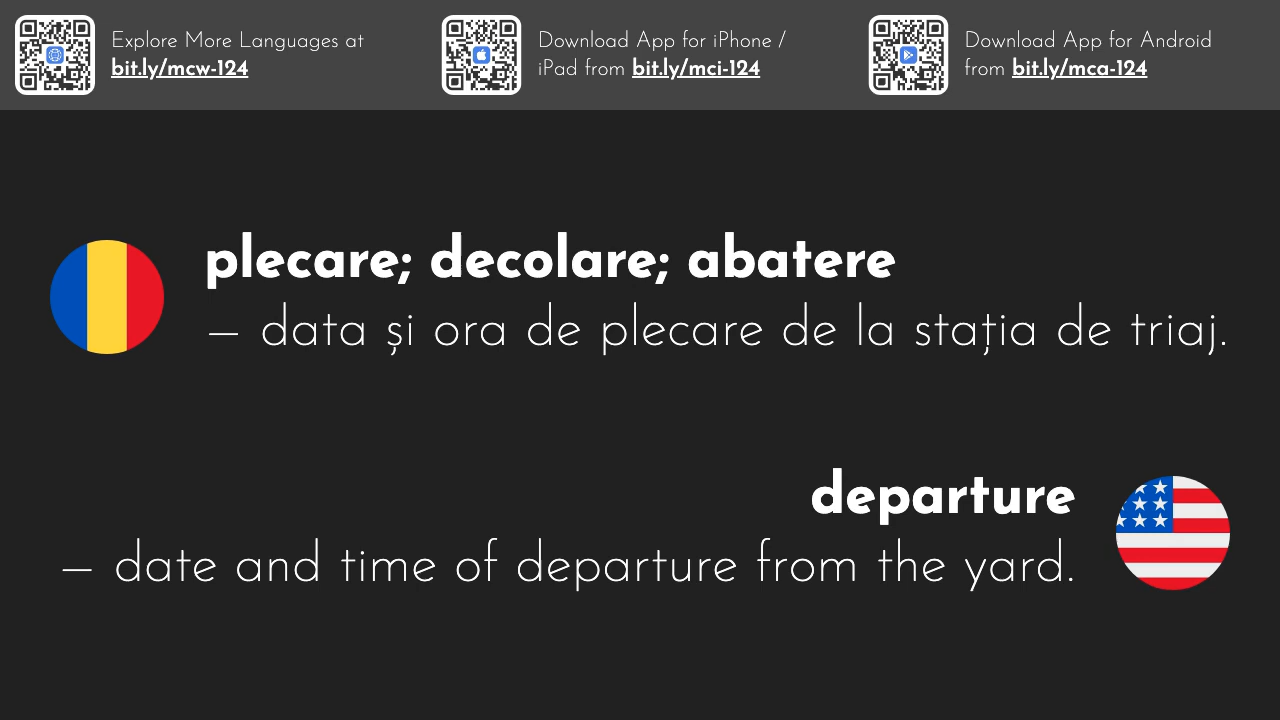 Explore More Languages at
bit.ly/mcw-124
Download App for iPhone /
iPad from bit.ly/mci-124
Download App for Android
from bit.ly/mca-124
plecare; decolare; abatere
– data și ora de plecare de la stația de triaj.
departure
– date and time of departure from the yard.